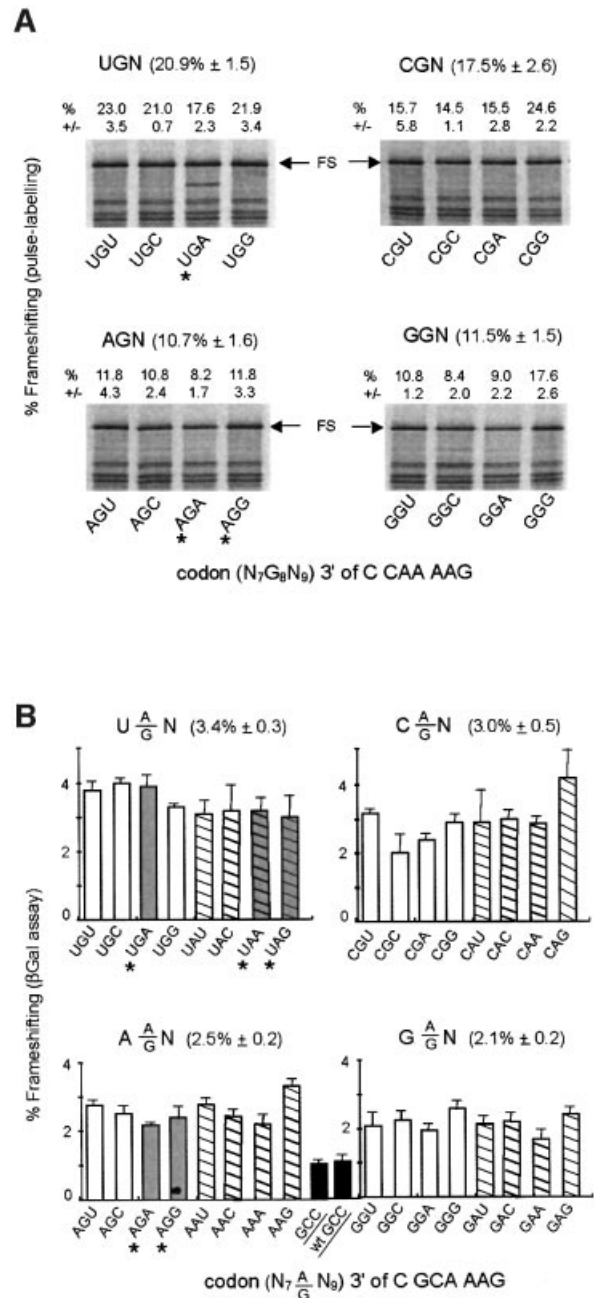 A
UGN (20.9% ± 1.5)
% 23.0 21.0 17.6 21.9
+/- 3.5 0.7 2.3 3.4
UGU UGC UGA UGG
*
CGN (17.5% ± 2.6)
% 15.7 14.5 15.5 24.6
+/- 5.8 1.1 2.8 2.2
FS
CGU CGC CGA CGG
% Frameshifting (pulse-labelling)
AGN (10.7% ± 1.6)
% 11.8 10.8 8.2 11.8
+/- 4.3 2.4 1.7 3.3
AGU AGC AGA AGG
* *
GGN (11.5% ± 1.5)
% 10.8 8.4 9.0 17.6
+/- 1.2 2.0 2.2 2.6
FS
GGU GGC GGA GGG
codon (N7G8N9) 3' of C CAA AAG
B
U A/G N (3.4% ± 0.3)
4
2
0
UGU UGC UGA UGG UAU UAC UAA UAG
* * *
C A/G N (3.0% ± 0.5)
4
2
0
CGU CGC CGA CGG CAU CAC CAA CAG
% Frameshifting (βGal assay)
A A/G N (2.5% ± 0.2)
4
2
0
AGU AGC AGA AGG AAU AAC AAA AAG GCC wt GCC
* *
G A/G N (2.1% ± 0.2)
4
2
0
GGU GGC GGA GGG GAU GAC GAA GAG
codon (N7 A/G N9) 3' of C GCA AAG